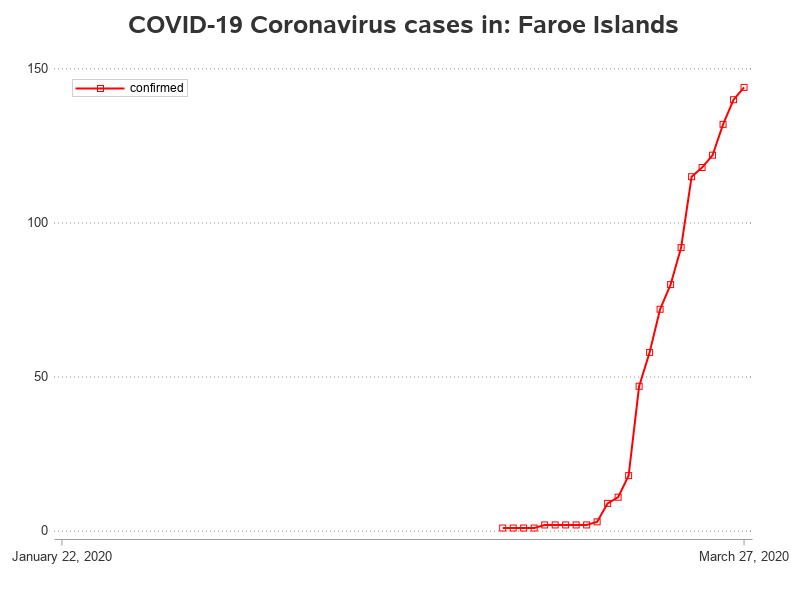 COVID-19 Coronavirus cases in: Faroe Islands
150
confirmed
100
50
0
January 22, 2020
March 27, 2020